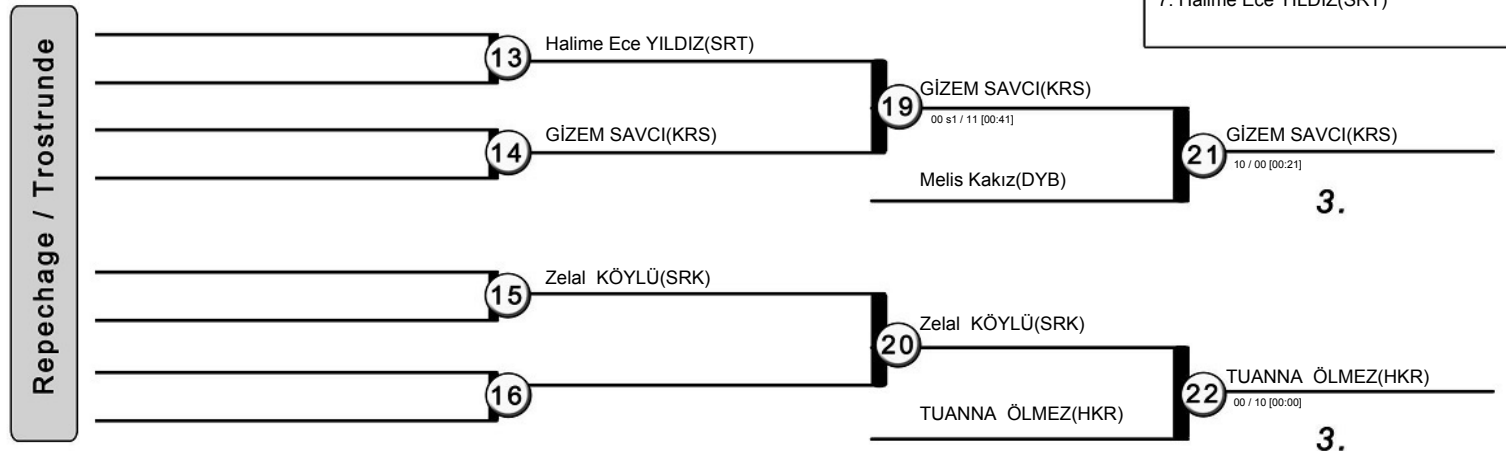 7. Halime Ece YILDIZ(SRT)
Repechage / Trostrunde
13
Halime Ece YILDIZ(SRT)
14
GİZEM SAVCI(KRS)
19
GİZEM SAVCI(KRS)
00 s1 / 11 [00:41]
Melis Kakız(DYB)
21
GİZEM SAVCI(KRS)
10 / 00 [00:21]
3.
15
Zelal KÖYLÜ(SRK)
16
20
Zelal KÖYLÜ(SRK)
TUANNA ÖLMEZ(HKR)
22
TUANNA ÖLMEZ(HKR)
00 / 10 [00:00]
3.